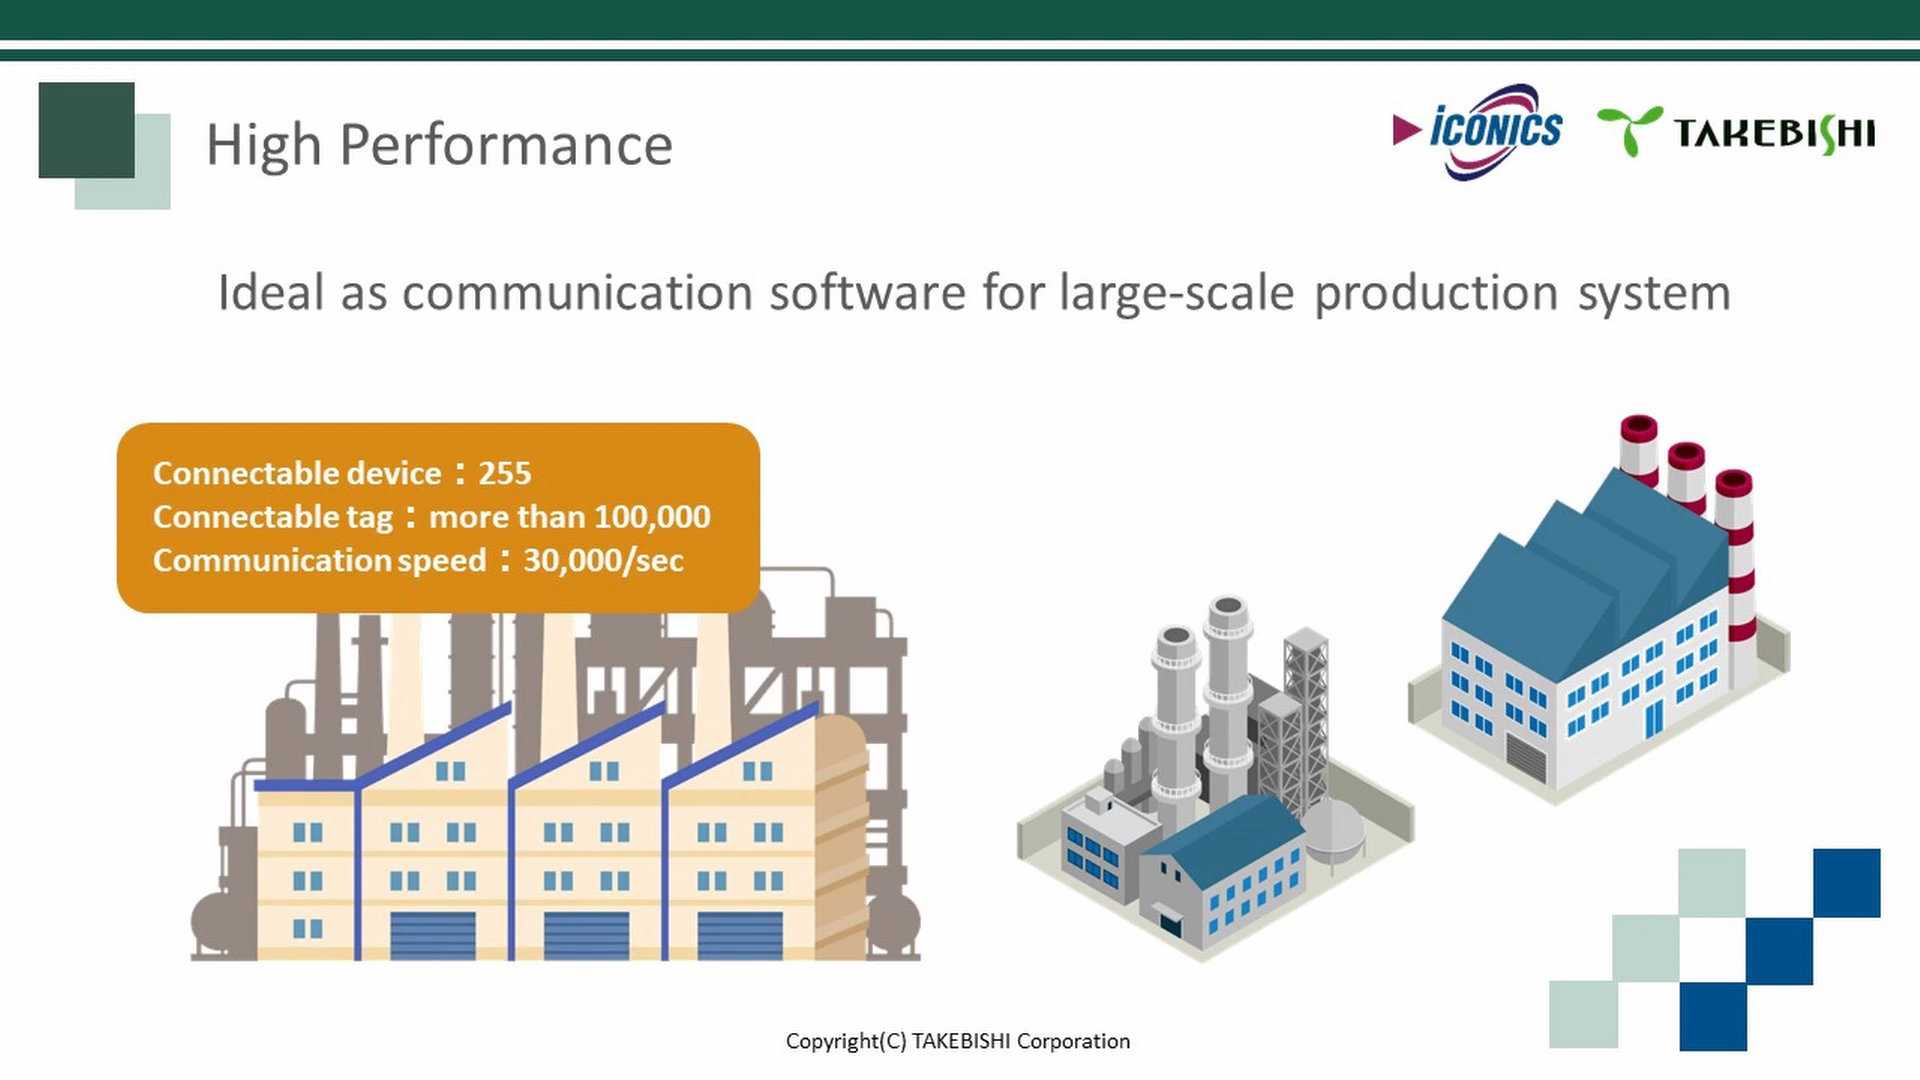 High Performance
iCONICS
TAKEBISHI
Ideal as communication software for large-scale production system
Connectable device：255
Connectable tag：more than 100,000
Communication speed：30,000/sec
Copyright(C) TAKEBISHI Corporation